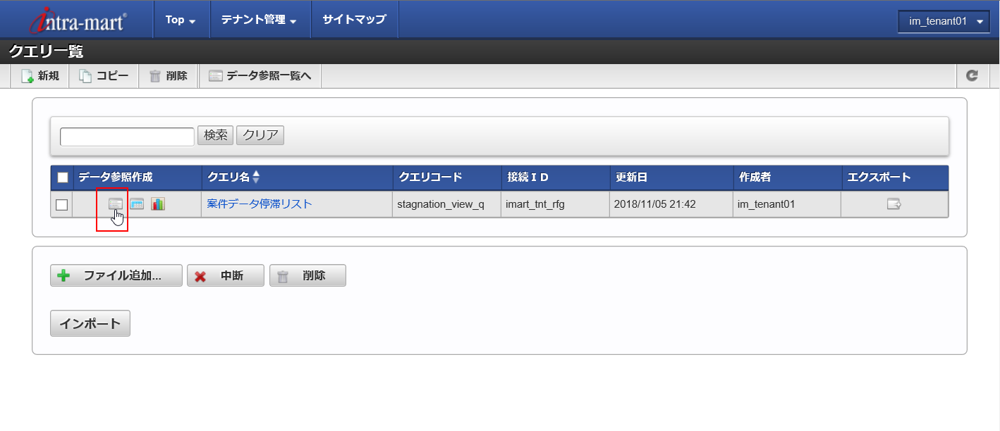 intra-mart® Top テナント管理 サイトマップ im_tenant01
クエリ一覧
新規 コピー 削除 データ参照一覧へ
検索 クリア
データ参照作成 クエリ名 クエリコード 接続ＩＤ 更新日 作成者 エクスポート
案件データ停滞リスト stagnation_view_q imart_tnt_rfg 2018/11/05 21:42 im_tenant01
ファイル追加... 中断 削除
インポート